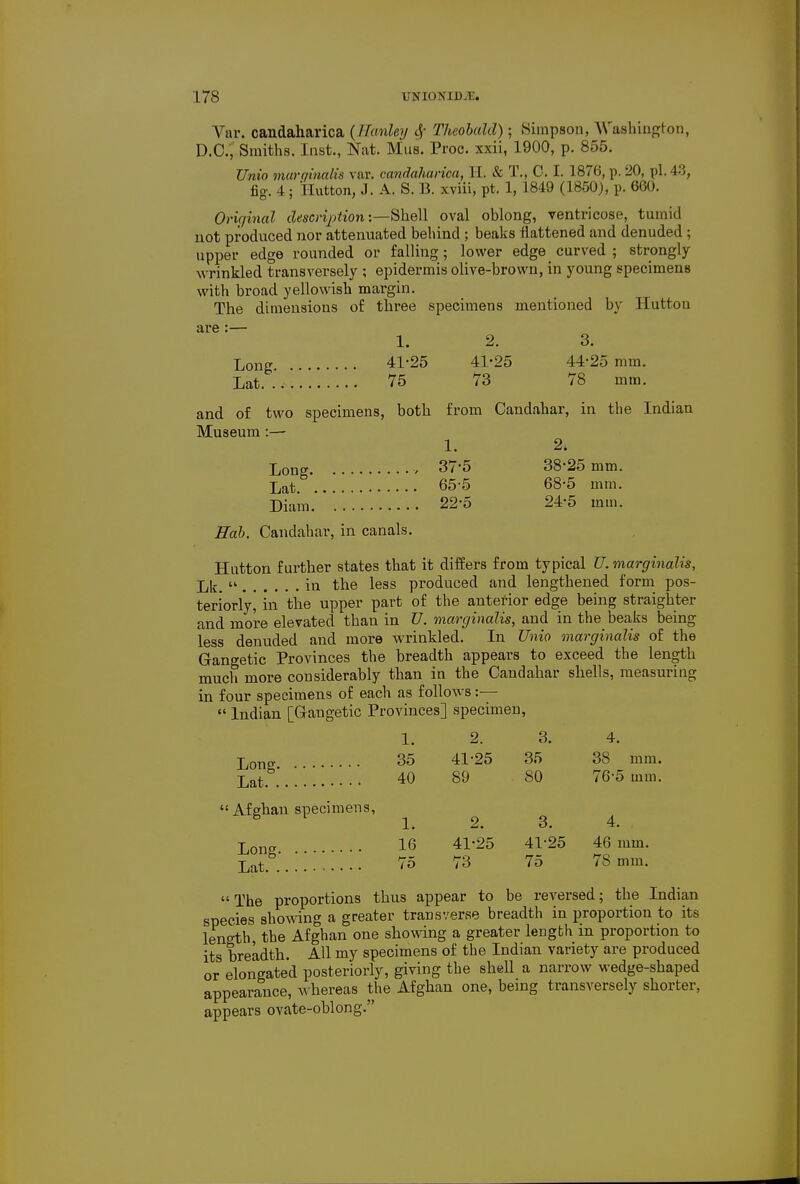 178 UNIONIDÆ.
Var. candaharica (Hanley & Theobald); Simpson, Washington,
D.C., Smiths. Inst., Nat. Mus. Proc. xxii, 1900, p. 855.
Unio marginalis var. candaharica, H. & T., C. I. 1876, p. 20, pl. 43,
fig. 4; Hutton, J. A. S. B. xviii, pt. 1, 1849 (1850), p. 660.
Original description:—Shell oval oblong, ventricose, tumid
not produced nor attenuated behind; beaks flattened and denuded;
upper edge rounded or falling; lower edge curved; strongly
wrinkled transversely; epidermis olive-brown, in young specimens
with broad yellowish margin.
The dimensions of three specimens mentioned by Hutton
are:—
1. 2. 3.
Long. ........ 41·25 41·25 44·25 mm.
Lat. .......... 75 73 78 mm.
and of two specimens, both from Candahar, in the Indian
Museum:—
1. 2.
Long. .......... 37·5 38·25 mm.
Lat. ............ 65·5 68·5 mm.
Diam. .......... 22·5 24·5 mm.
Hab. Candahar, in canals.
Hutton further states that it differs from typical U. marginalis,
Lk. “...... in the less produced and lengthened form pos-
teriorly, in the upper part of the anterior edge being straighter
and more elevated than in U. marginalis, and in the beaks being
less denuded and more wrinkled. In Unio marginalis of the
Gangetic Provinces the breadth appears to exceed the length
much more considerably than in the Candahar shells, measuring
in four specimens of each as follows:—
“Indian [Gangetic Provinces] specimen,
1. 2. 3. 4.
Long. ........ 35 41·25 35 38 mm.
Lat. .......... 40 89 80 76·5 mm.
“Afghan specimens,
1. 2. 3. 4.
Long. ........ 16 41·25 41·25 46 mm.
Lat. .......... 75 73 75 78 mm.
“The proportions thus appear to be reversed; the Indian
species showing a greater transverse breadth in proportion to its
length, the Afghan one showing a greater length in proportion to
its breadth. All my specimens of the Indian variety are produced
or elongated posteriorly, giving the shell a narrow wedge-shaped
appearance, whereas the Afghan one, being transversely shorter,
appears ovate-oblong.”